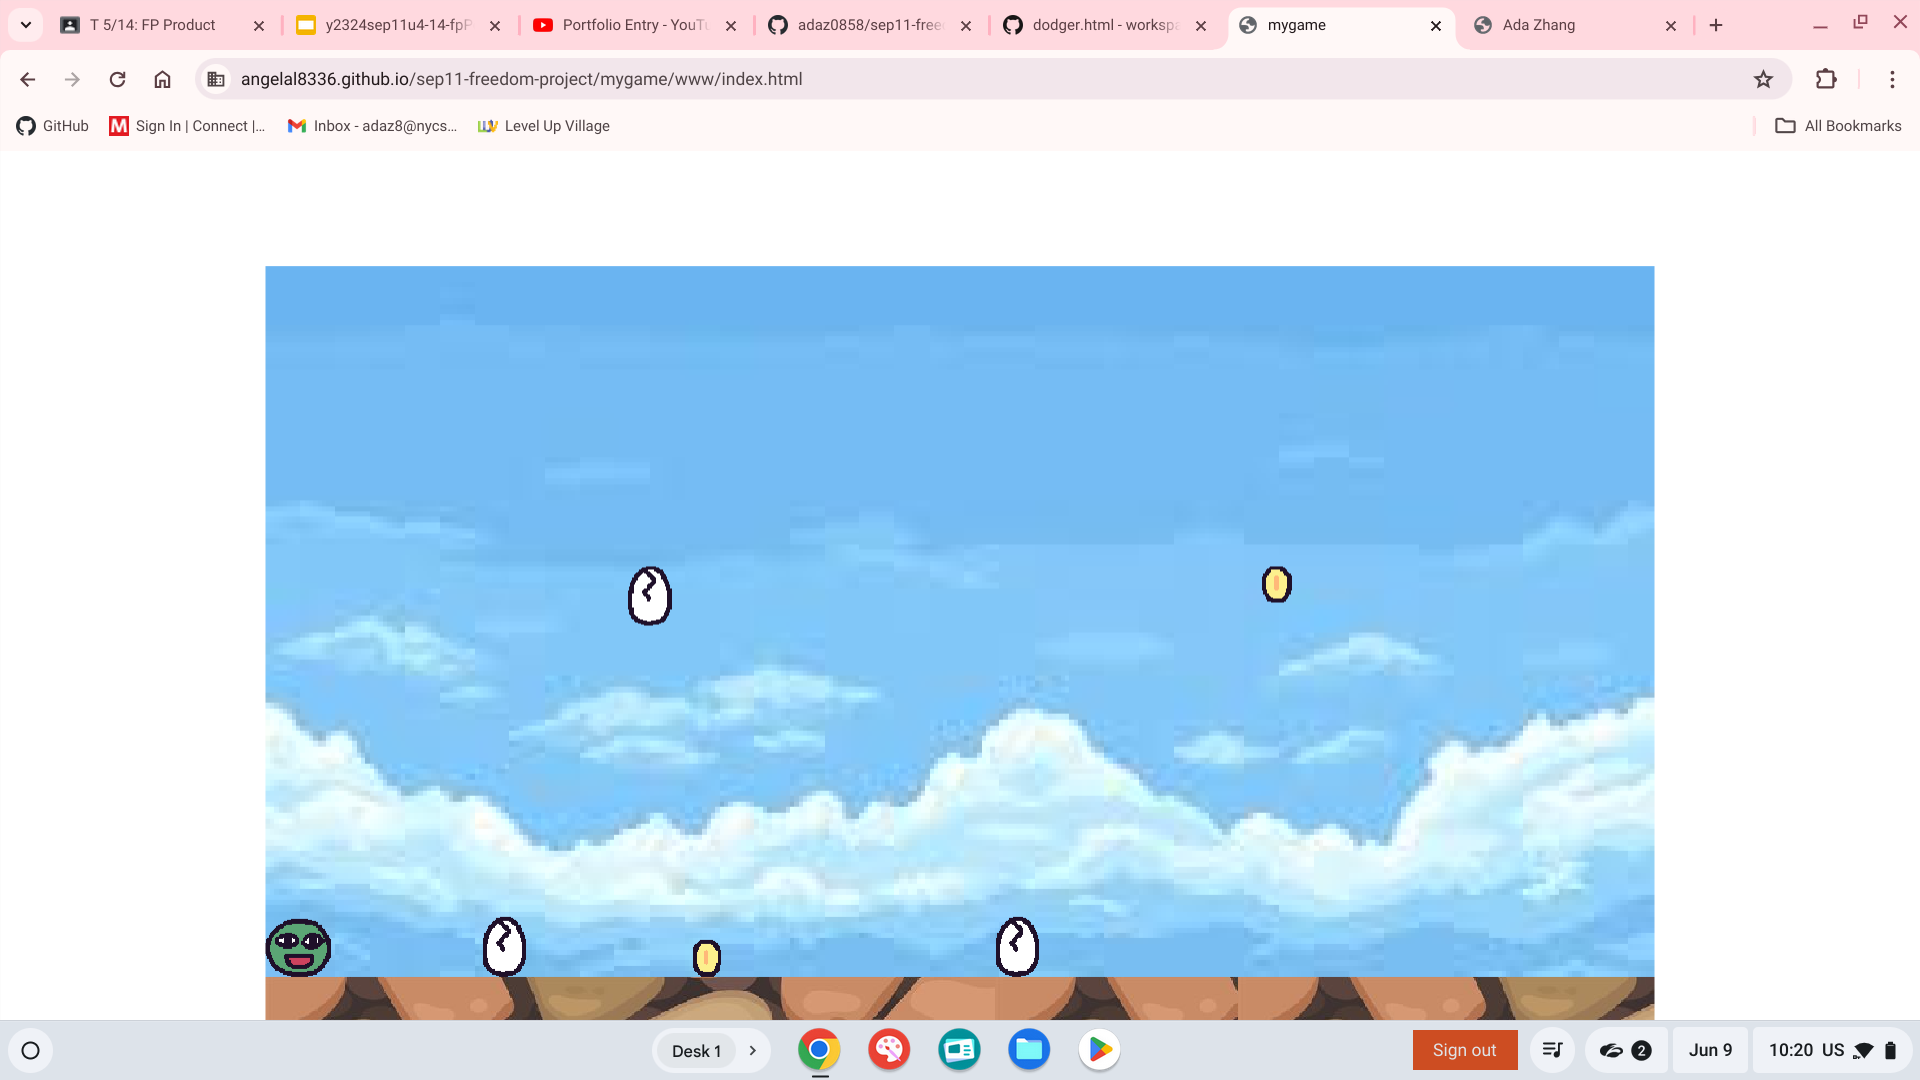 T 5/14: FP Product
y2324sep11u4-14-fpP
Portfolio Entry - YouTu
adaz0858/sep11-free
dodger.html - workspa
mygame
Ada Zhang
angelal8336.github.io/sep11-freedom-project/mygame/www/index.html
GitHub
M
Sign In | Connect |...
Inbox - adaz8@nycs...
LUV
Level Up Village
All Bookmarks
Desk 1
Sign out
2
Jun 9
10:20 US